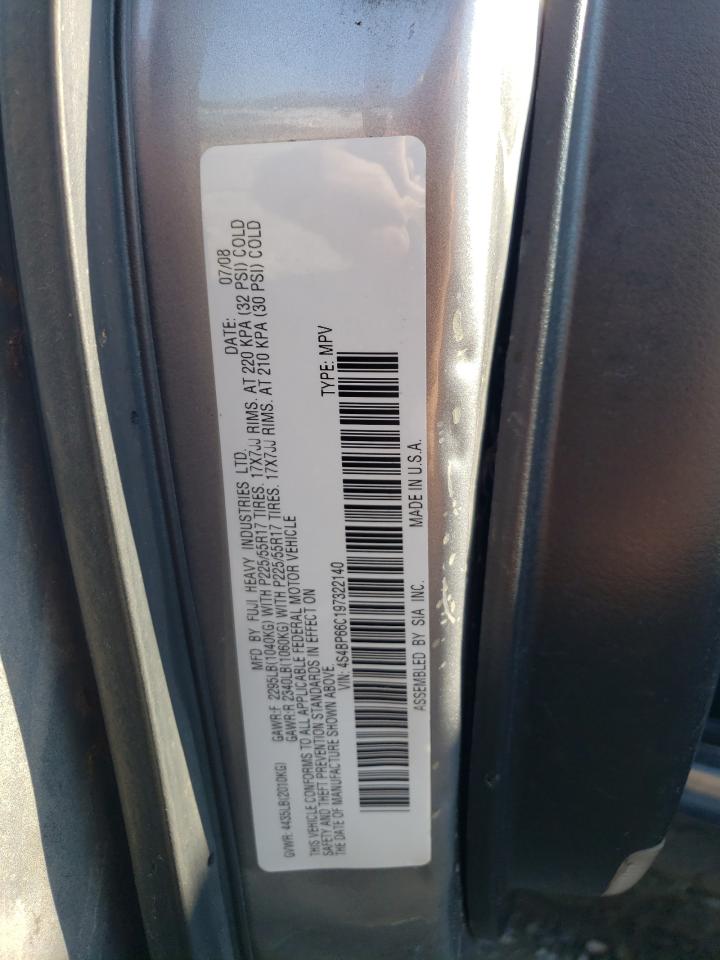 MFD BY FUJI HEAVY INDUSTRIES LTD. DATE: 07/08
GVWR: 4435LB(2010KG) GAWR:F 2295LB(1040KG) WITH P225/55R17 TIRES. 17X7JJ RIMS. AT 220 KPA (32 PSI) COLD
GAWR:R 2340LB(1060KG) WITH P225/55R17 TIRES. 17X7JJ RIMS. AT 210 KPA (30 PSI) COLD
THIS VEHICLE CONFORMS TO ALL APPLICABLE FEDERAL MOTOR VEHICLE
SAFETY AND THEFT PREVENTION STANDARDS IN EFFECT ON
THE DATE OF MANUFACTURE SHOWN ABOVE.
VIN: 4S4BP66C197322140 TYPE: MPV
ASSEMBLED BY SIA INC. MADE IN U.S.A.